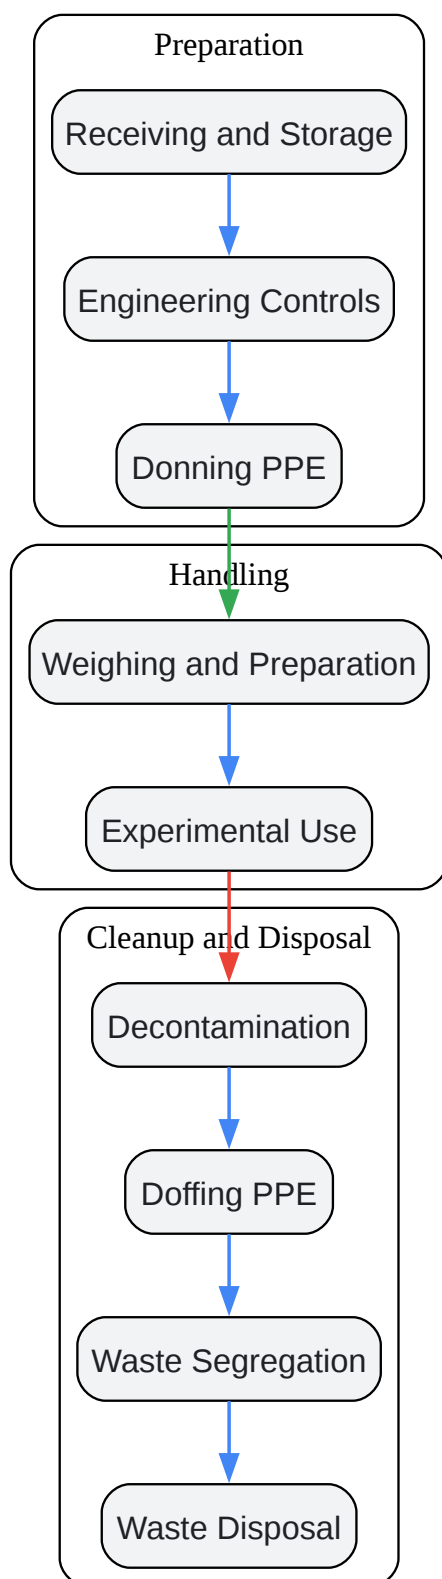 Preparation
Receiving and Storage
Engineering Controls
Donning PPE
Handling
Weighing and Preparation
Experimental Use
Cleanup and Disposal
Decontamination
Doffing PPE
Waste Segregation
Waste Disposal